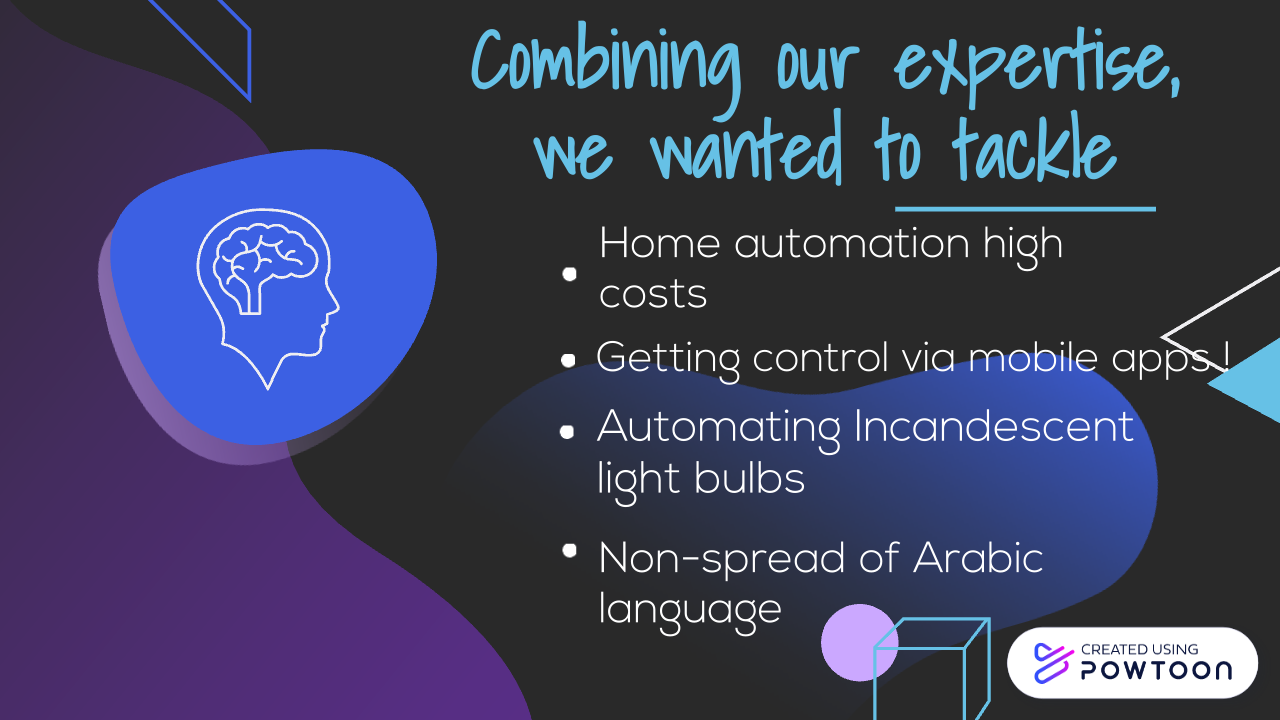 Combining our expertise,
we wanted to tackle
Home automation high
costs
Getting control via mobile apps !
Automating Incandescent
light bulbs
Non-spread of Arabic
language
CREATED USING
POWTOON